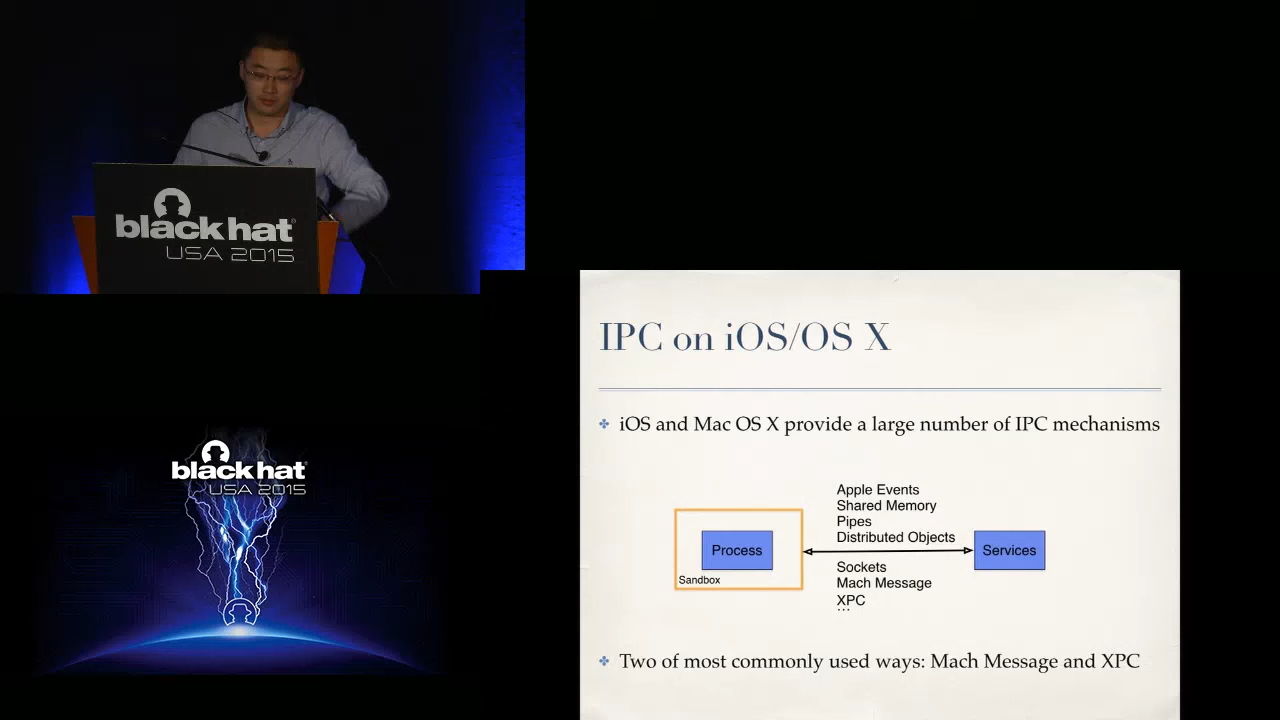 black hat
USA 2015
IPC on iOS/OS X
iOS and Mac OS X provide a large number of IPC mechanisms
Apple Events
Shared Memory
Pipes
Distributed Objects
Process
Services
Sandbox
Sockets
Mach Message
XPC
...
Two of most commonly used ways: Mach Message and XPC
black hat
USA 2015